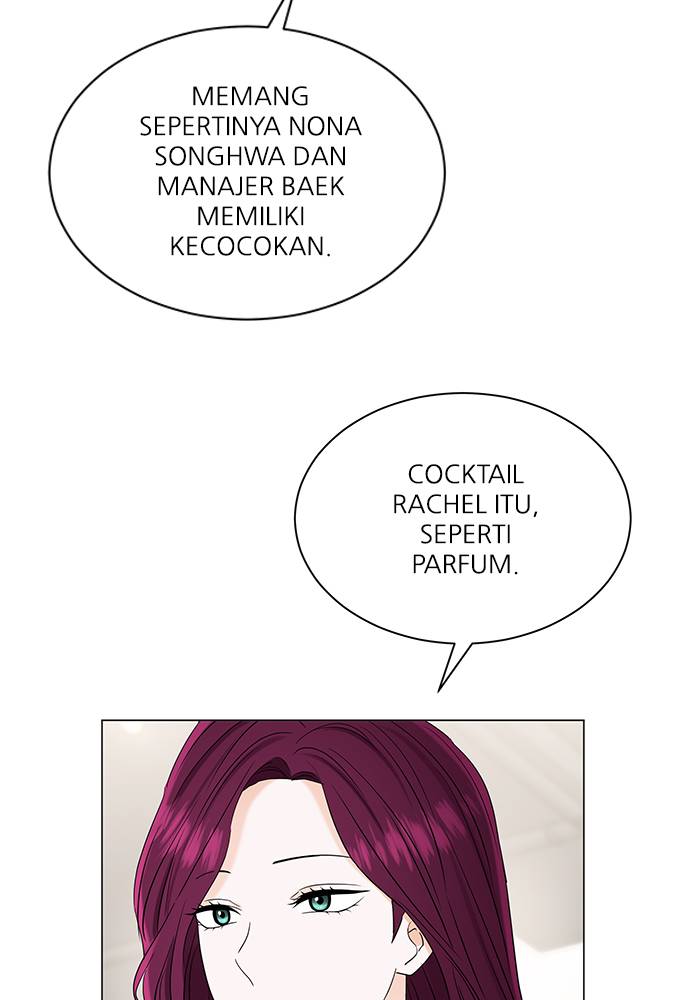 MEMANG
SEPERTINYA NONA
SONGHWA DAN
MANAJER BAEK
MEMILIKI
KECOCOKAN.
COCKTAIL
RACHEL ITU,
SEPERTI
PARFUM.